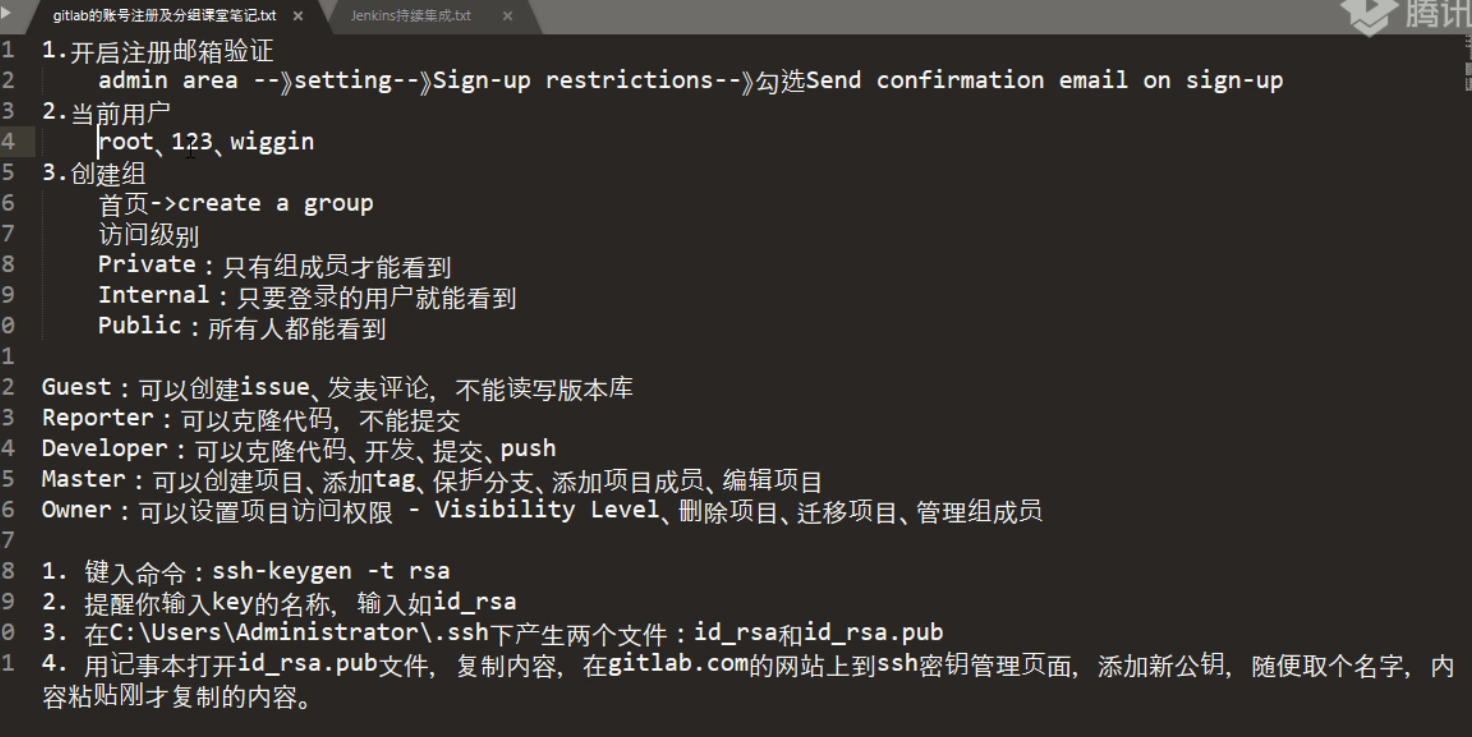 gitlab的账号注册及分组课堂笔记.txt × Jenkins持续集成.txt ×
腾讯
1 1.开启注册邮箱验证
2 admin area --》setting--》Sign-up restrictions--》勾选Send confirmation email on sign-up
3 2.当前用户
4 root、123、wiggin
5 3.创建组
6 首页->create a group
7 访问级别
8 Private：只有组成员才能看到
9 Internal：只要登录的用户就能看到
0 Public：所有人都能看到
1
2 Guest：可以创建issue、发表评论，不能读写版本库
3 Reporter：可以克隆代码，不能提交
4 Developer：可以克隆代码、开发、提交、push
5 Master：可以创建项目、添加tag、保护分支、添加项目成员、编辑项目
6 Owner：可以设置项目访问权限 - Visibility Level、删除项目、迁移项目、管理组成员
7
8 1. 键入命令：ssh-keygen -t rsa
9 2. 提醒你输入key的名称，输入如id_rsa
0 3. 在C:\Users\Administrator\.ssh下产生两个文件：id_rsa和id_rsa.pub
1 4. 用记事本打开id_rsa.pub文件，复制内容，在gitlab.com的网站上到ssh密钥管理页面，添加新公钥，随便取个名字，内
容粘贴刚才复制的内容。